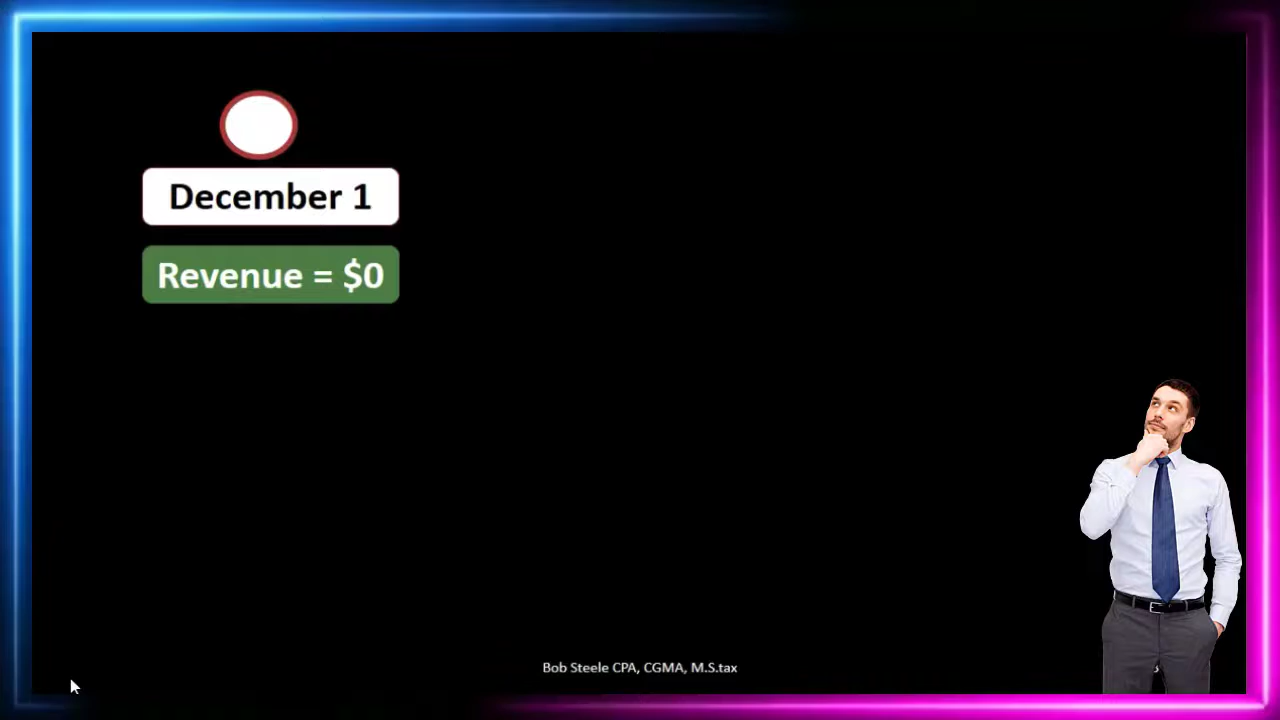 December 1
Revenue = $0
Bob Steele CPA, CGMA, M.S.tax